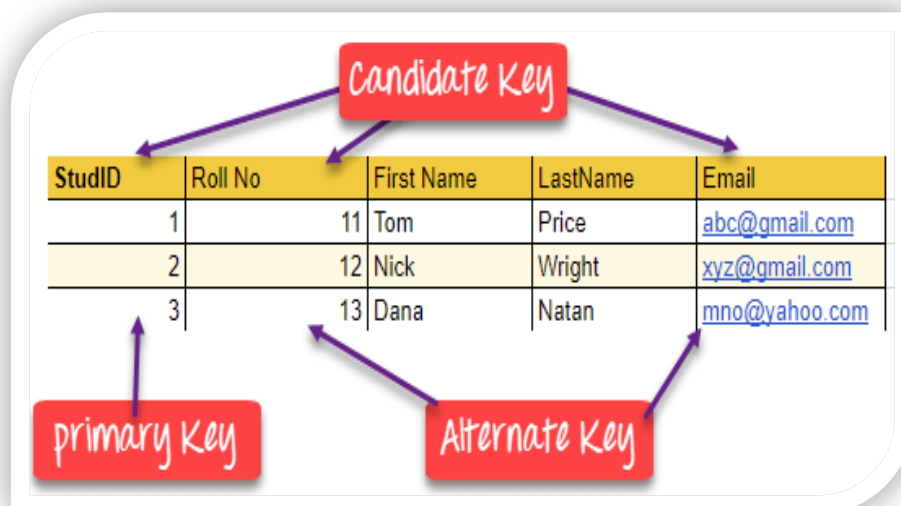 Candidate Key
StudID Roll No First Name LastName Email
1 11 Tom Price abc@gmail.com
2 12 Nick Wright xyz@gmail.com
3 13 Dana Natan mno@yahoo.com
primary Key Alternate Key